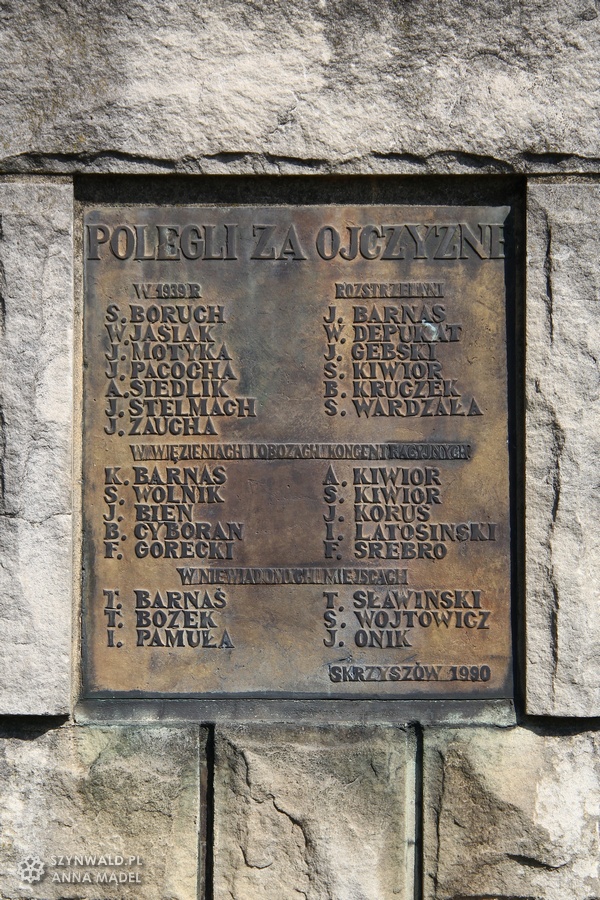 POLEGLI ZA OJCZYZNĘ
W 1939 R
S. BORUCH
W. JASIAK
J. MOTYKA
J. PACOCHA
A. SIEDLIK
J. STELMACH
J. ZAUCHA
ROZSTRZELANI
J. BARNAŚ
W. DEPUKAT
J. GĘBSKI
S. KIWIOR
B. KRUCZEK
S. WARDZAŁA
W WIĘZIENIACH I OBOZACH KONCENTRACYJNYCH
K. BARNAŚ
S. WOLNIK
J. BIEŃ
B. CYBORAN
F. GÓRECKI
A. KIWIOR
S. KIWIOR
J. KORUS
I. LATOSIŃSKI
F. SREBRO
W NIEWIADOMYCH MIEJSCACH
T. BARNAŚ
T. BOŻEK
I. PAMUŁA
T. SŁAWIŃSKI
S. WÓJTOWICZ
J. ONIK
SKRZYSZÓW 1990
SZYNWALD.PL
ANNA MĄDEL